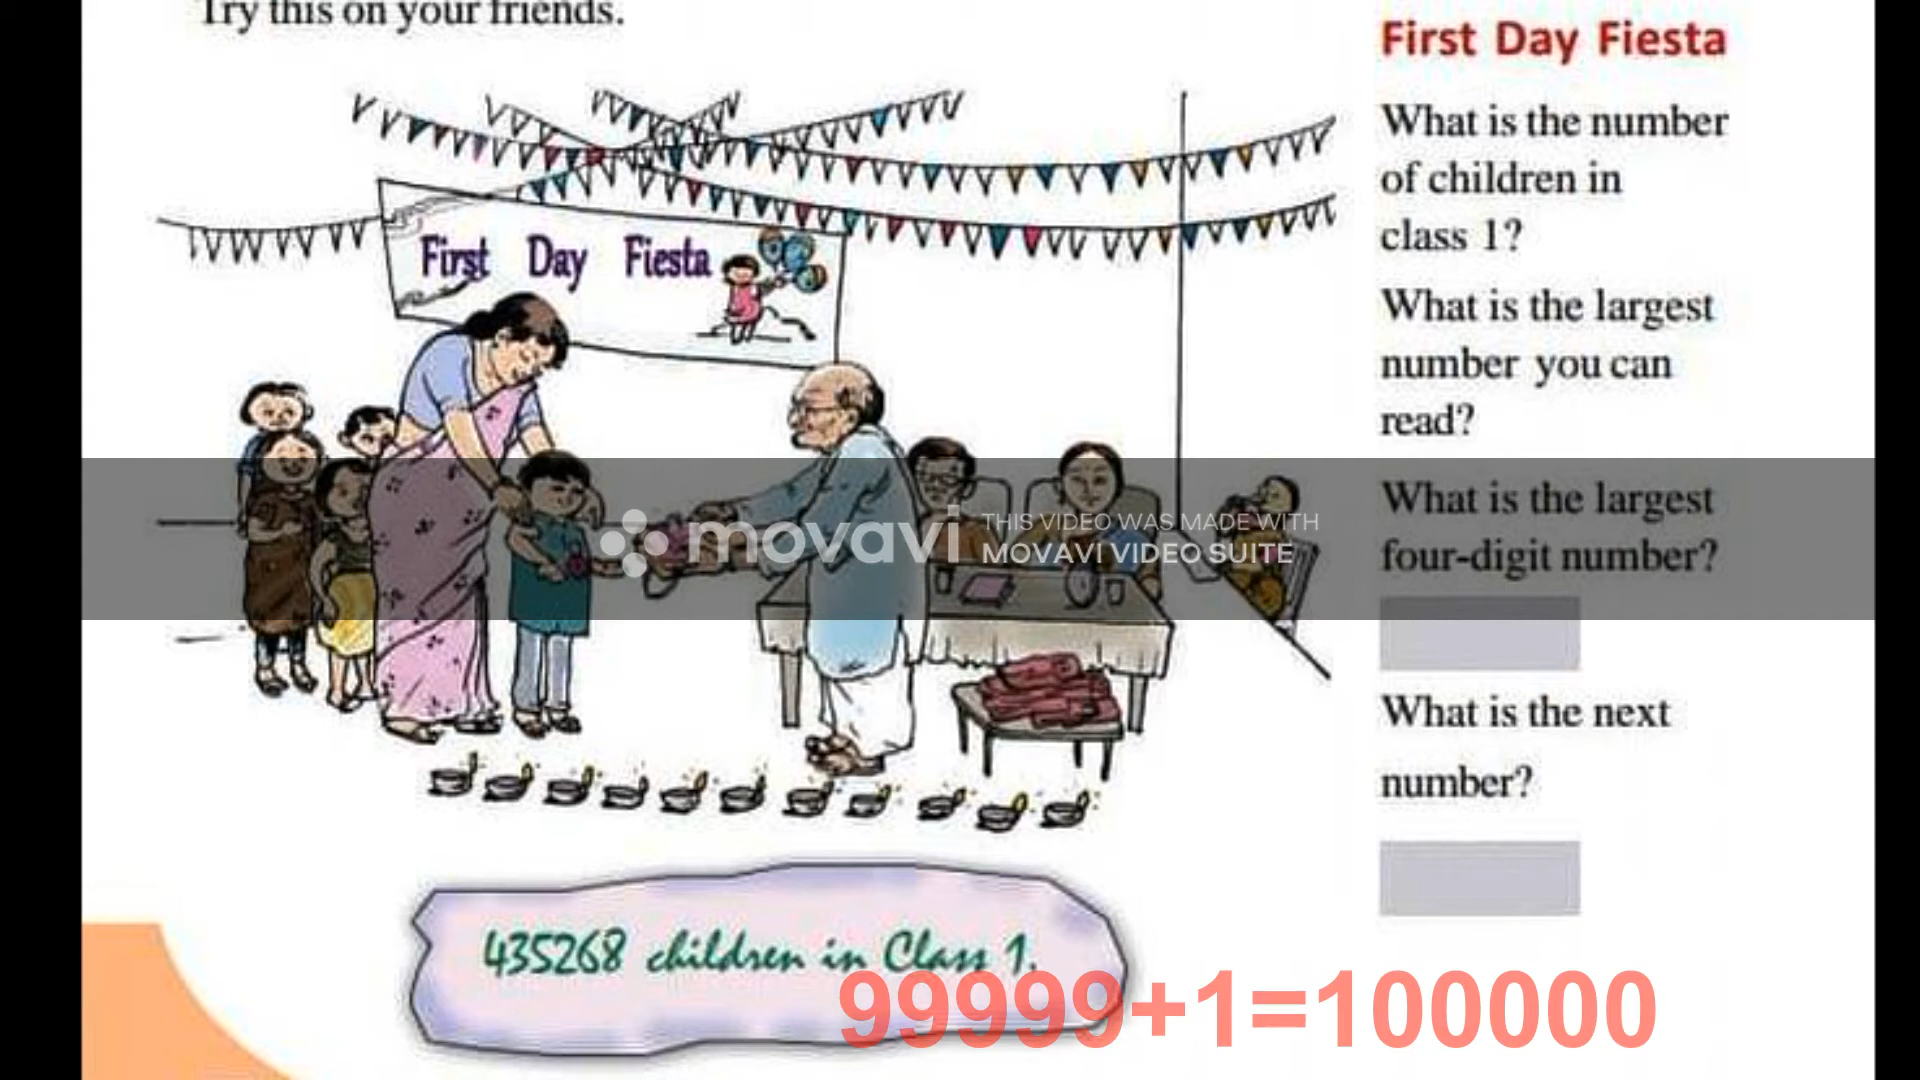 Try this on your friends.
First Day Fiesta
435268 children in Class 1.
First Day Fiesta
What is the number
of children in
class 1?
What is the largest
number you can
read?
What is the largest
four-digit number?
What is the next
number?
movavi
THIS VIDEO WAS MADE WITH
MOVAVI VIDEO SUITE
99999+1=100000